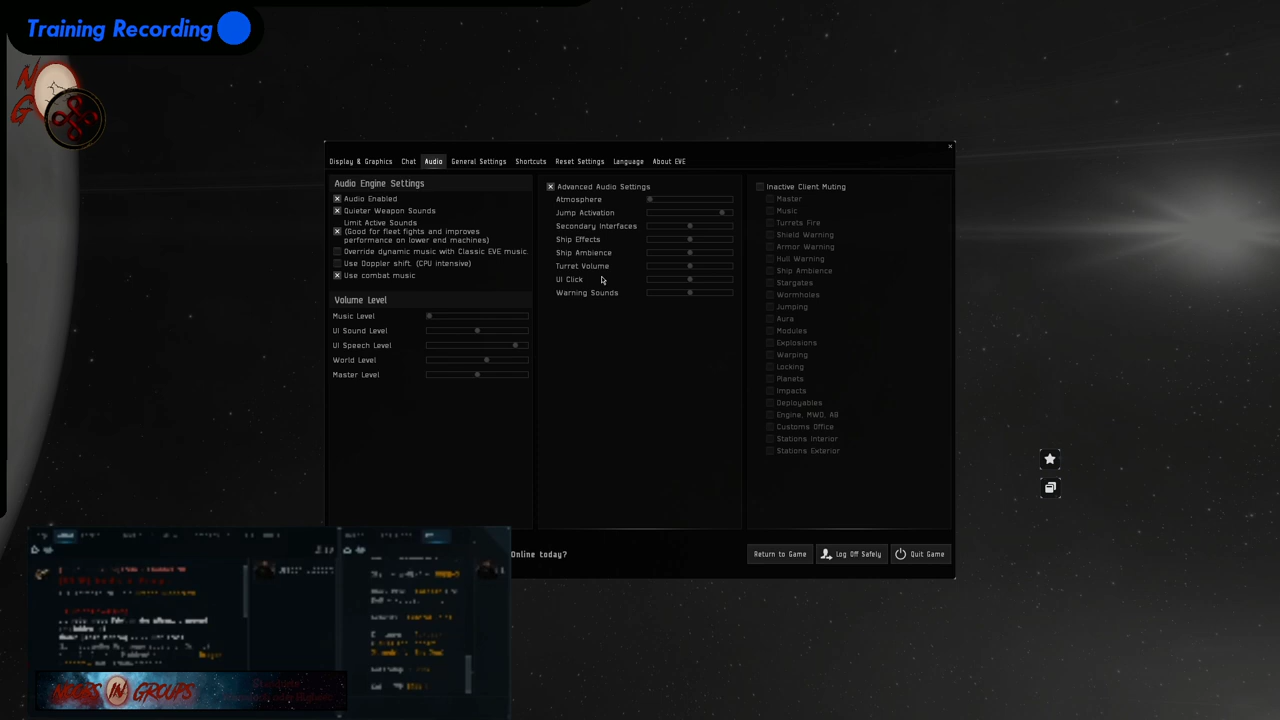 Training Recording
N
G
Display & Graphics Chat Audio General Settings Shortcuts Reset Settings Language About EVE
Audio Engine Settings
Audio Enabled
Quieter Weapon Sounds
Limit Active Sounds
(Good for fleet fights and improves
performance on lower end machines)
Override dynamic music with Classic EVE music.
Use Doppler shift. (CPU intensive)
Use combat music
Volume Level
Music Level
UI Sound Level
UI Speech Level
World Level
Master Level
Advanced Audio Settings
Atmosphere
Jump Activation
Secondary Interfaces
Ship Effects
Ship Ambience
Turret Volume
UI Click
Warning Sounds
Inactive Client Muting
Master
Music
Turrets Fire
Shield Warning
Armor Warning
Hull Warning
Ship Ambience
Stargates
Wormholes
Jumping
Aura
Modules
Explosions
Warping
Locking
Planets
Impacts
Deployables
Engine, MWD, AB
Customs Office
Stations Interior
Stations Exterior
Online today?
Return to Game Log Off Safely Quit Game
IN GROUPS